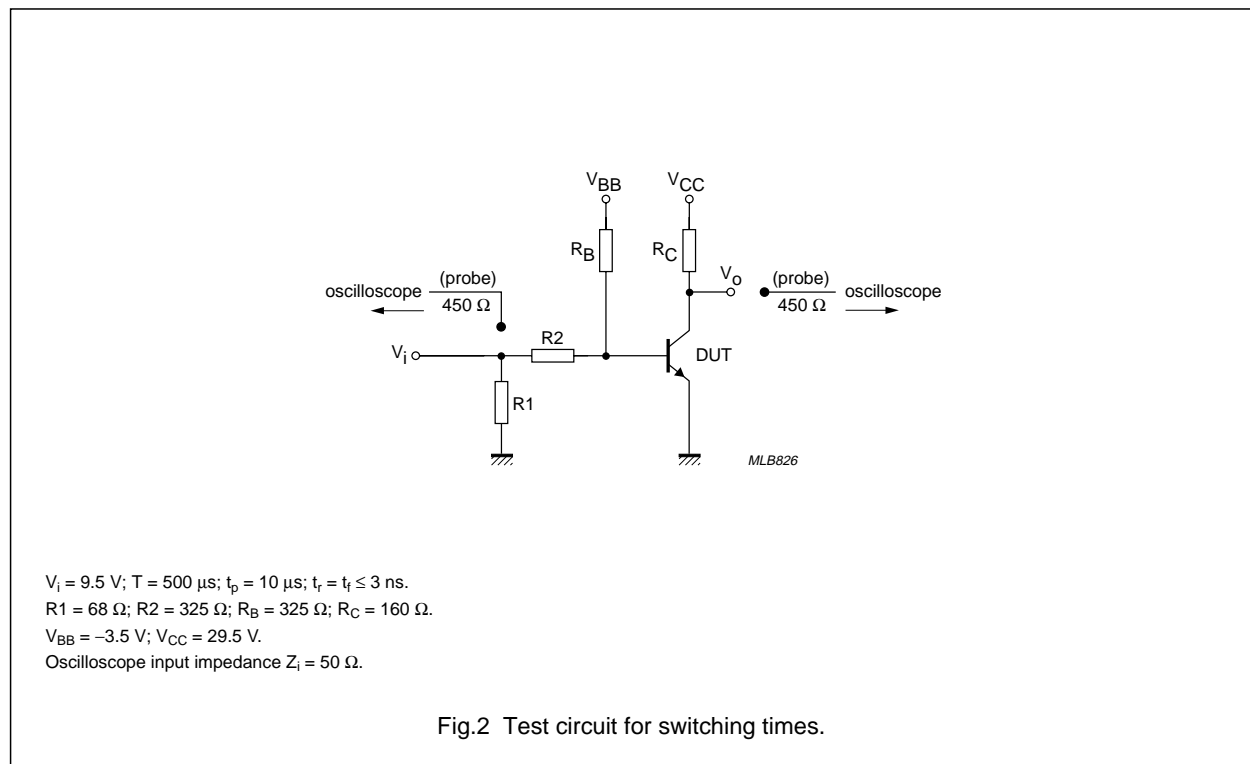 V_BB V_CC
R_B R_C
V_o
oscilloscope (probe) 450 Ω
(probe) 450 Ω oscilloscope
R2
V_i
DUT
R1
MLB826
V_i = 9.5 V; T = 500 μs; t_p = 10 μs; t_r = t_f ≤ 3 ns.
R1 = 68 Ω; R2 = 325 Ω; R_B = 325 Ω; R_C = 160 Ω.
V_BB = −3.5 V; V_CC = 29.5 V.
Oscilloscope input impedance Z_i = 50 Ω.
Fig.2 Test circuit for switching times.